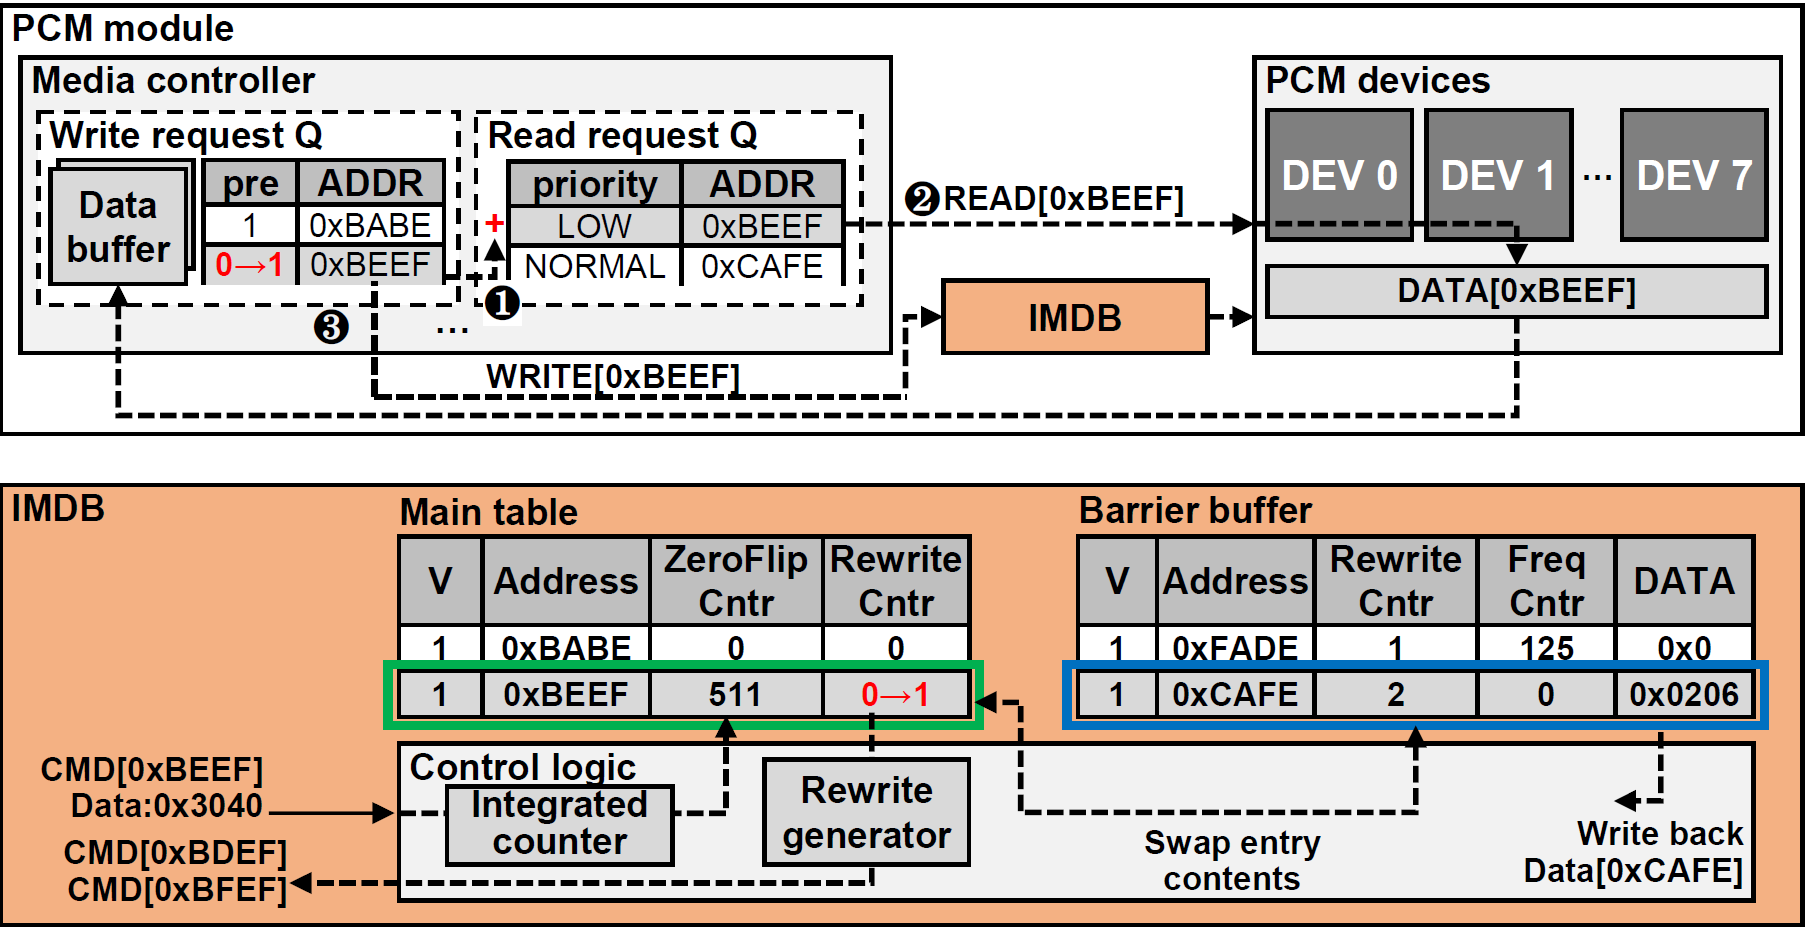 PCM module
Media controller
Write request Q
Data
buffer
pre ADDR
1 0xBABE
0→1 0xBEEF
Read request Q
priority ADDR
+ LOW 0xBEEF
NORMAL 0xCAFE
❶
❷READ[0xBEEF]
❸
...
WRITE[0xBEEF]
IMDB
PCM devices
DEV 0 DEV 1 ... DEV 7
DATA[0xBEEF]
IMDB
Main table
V Address ZeroFlip Cntr Rewrite Cntr
1 0xBABE 0 0
1 0xBEEF 511 0→1
Barrier buffer
V Address Rewrite Cntr Freq Cntr DATA
1 0xFADE 1 125 0x0
1 0xCAFE 2 0 0x0206
CMD[0xBEEF]
Data:0x3040
CMD[0xBDEF]
CMD[0xBFEF]
Control logic
Integrated
counter
Rewrite
generator
Swap entry
contents
Write back
Data[0xCAFE]